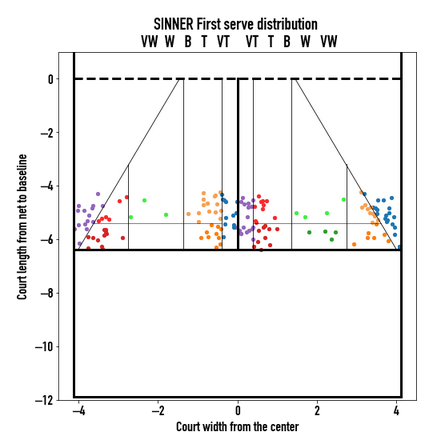 SINNER First serve distribution
VW W B T VT VT T B W VW
0
−2
−4
−6
−8
−10
−12
Court length from net to baseline
−4 −2 0 2 4
Court width from the center